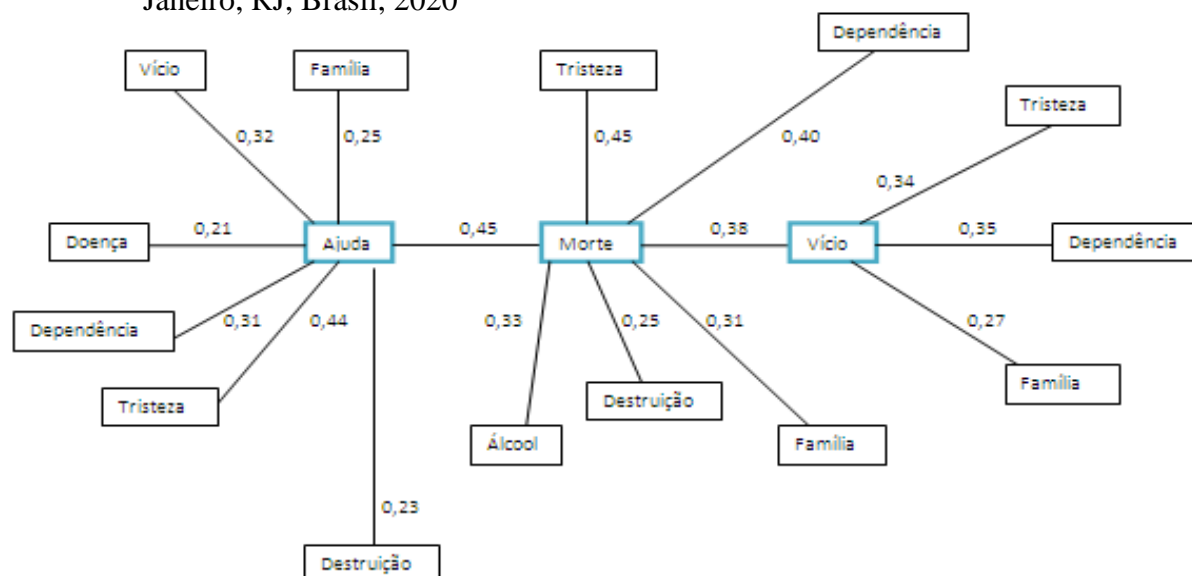 Janeiro, RJ, Brasil, 2020
Dependência
Vício
Família
Tristeza
Tristeza
0,32
0,25
0,45
0,40
0,34
Doença
0,21
Ajuda
0,45
Morte
0,38
Vício
0,35
Dependência
Dependência
0,31
0,44
0,33
0,25
0,31
0,27
Tristeza
Destruição
Família
Álcool
Família
0,23
Destruição